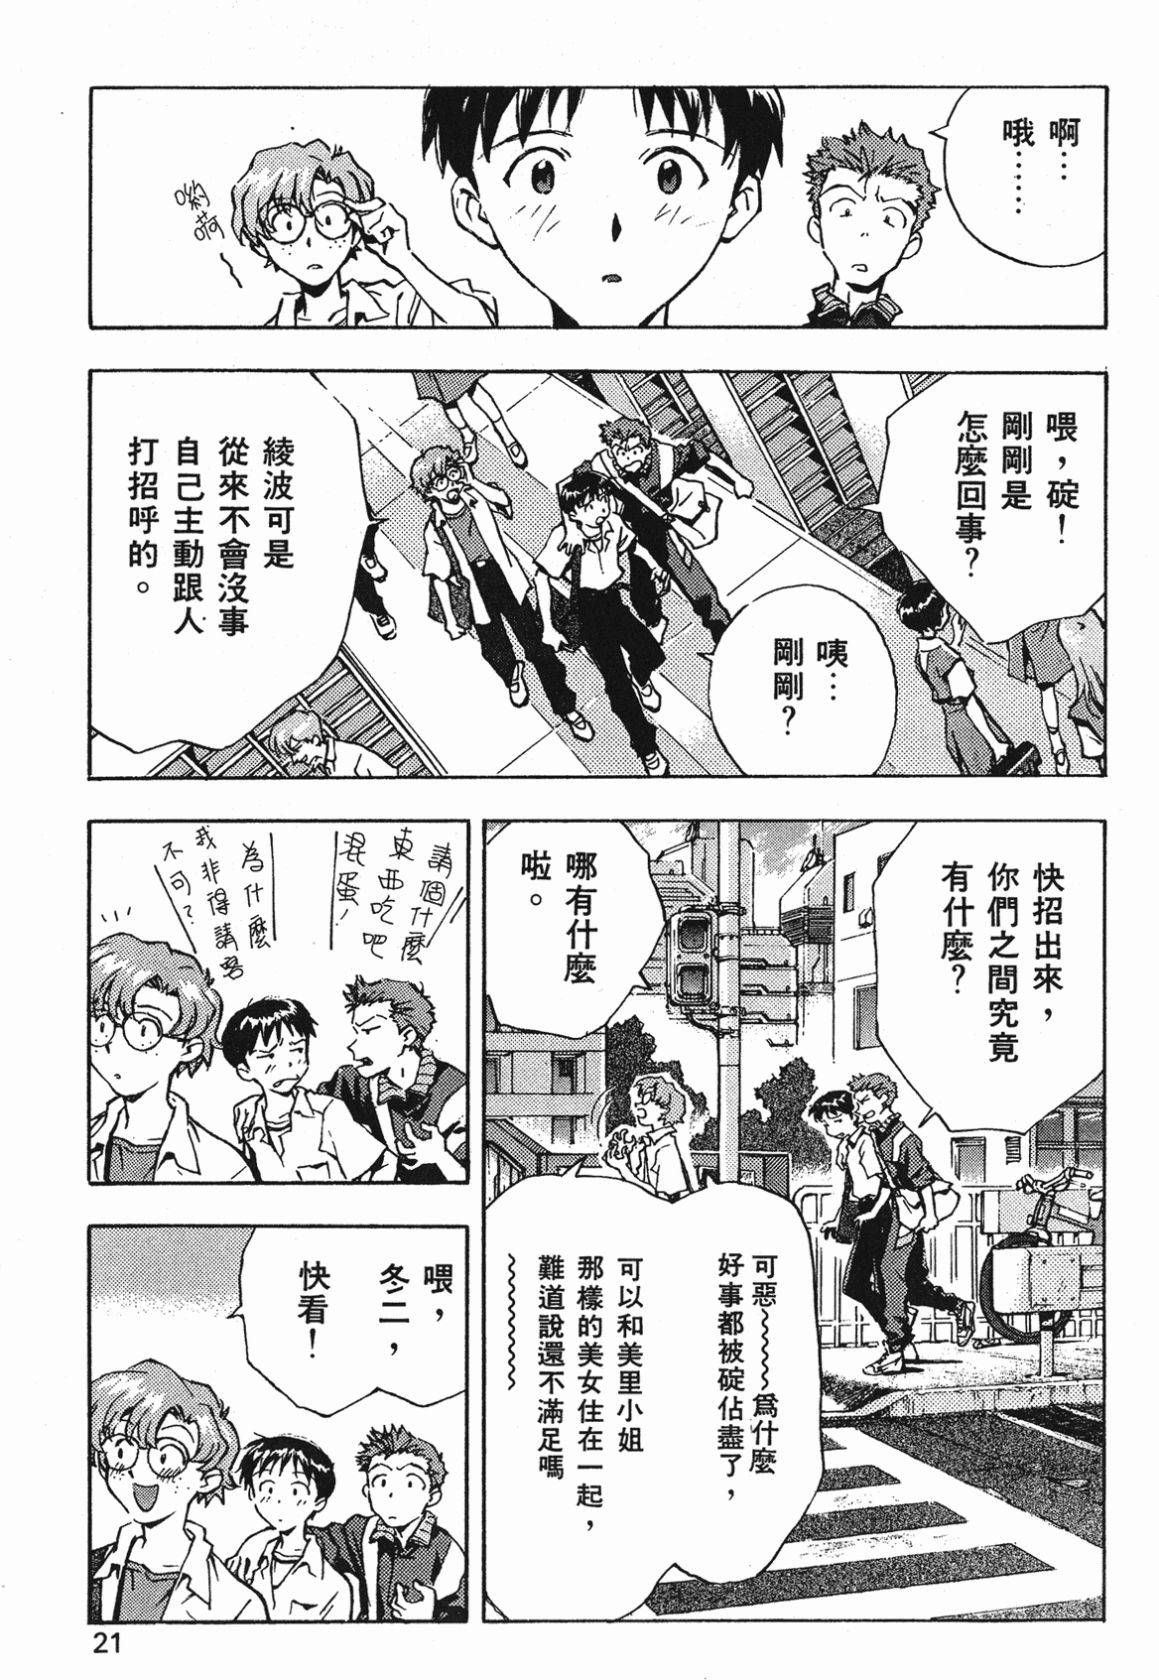 啊…
哦……
喲
喂，碇！
剛剛是
怎麼回事？
咦…
剛剛？
綾波可是
從來不會沒事
自己主動跟人
打招呼的。
快招出來，
你們之間究竟
有什麼？
哪有什麼
啦。
可惡～～～為什麼
好事都被碇佔盡了，
可以和美里小姐
那樣的美女住在一起，
難道說還不滿足嗎
～～～～～
請個什麼
東西吃吧
混蛋！
為什麼
我非得請客
不可？
喂，
冬二，
快看！
21